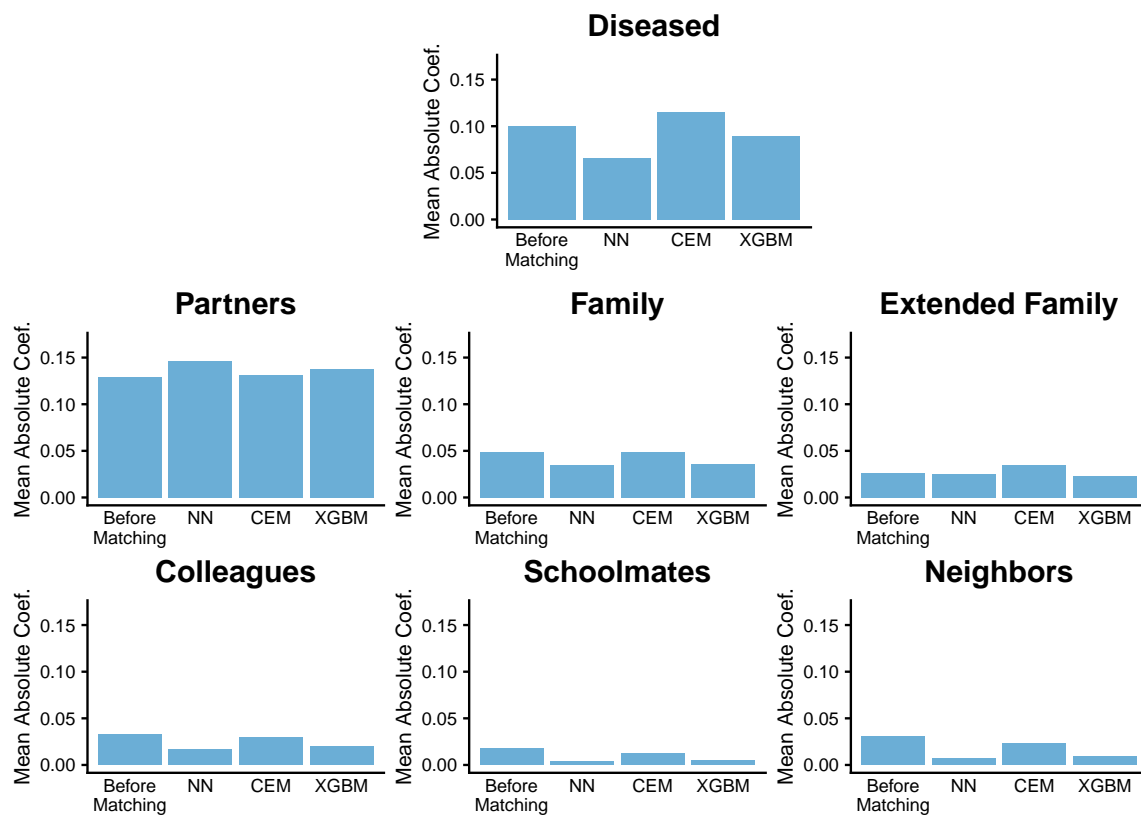 Diseased
Mean Absolute Coef.
0.15
0.10
0.05
0.00
Before Matching
NN
CEM
XGBM
Partners
Mean Absolute Coef.
0.15
0.10
0.05
0.00
Before Matching
NN
CEM
XGBM
Family
Mean Absolute Coef.
0.15
0.10
0.05
0.00
Before Matching
NN
CEM
XGBM
Extended Family
Mean Absolute Coef.
0.15
0.10
0.05
0.00
Before Matching
NN
CEM
XGBM
Colleagues
Mean Absolute Coef.
0.15
0.10
0.05
0.00
Before Matching
NN
CEM
XGBM
Schoolmates
Mean Absolute Coef.
0.15
0.10
0.05
0.00
Before Matching
NN
CEM
XGBM
Neighbors
Mean Absolute Coef.
0.15
0.10
0.05
0.00
Before Matching
NN
CEM
XGBM